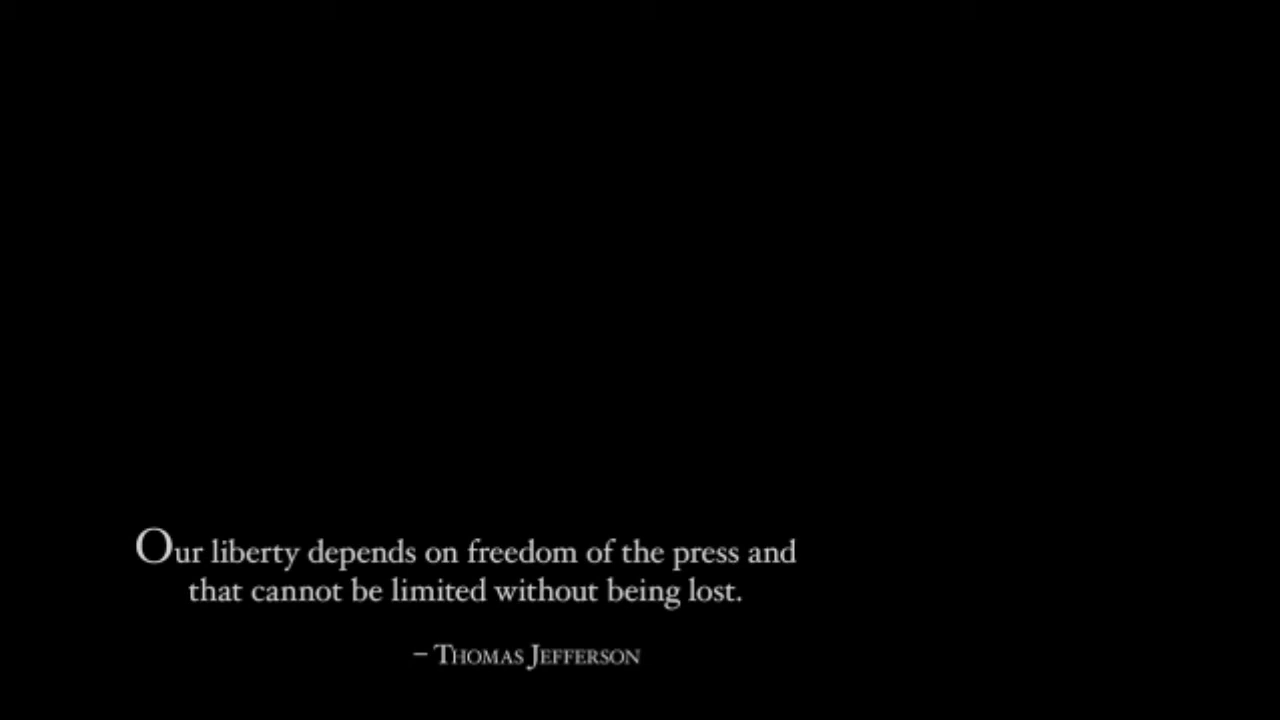 Our liberty depends on freedom of the press and
that cannot be limited without being lost.
– Thomas Jefferson